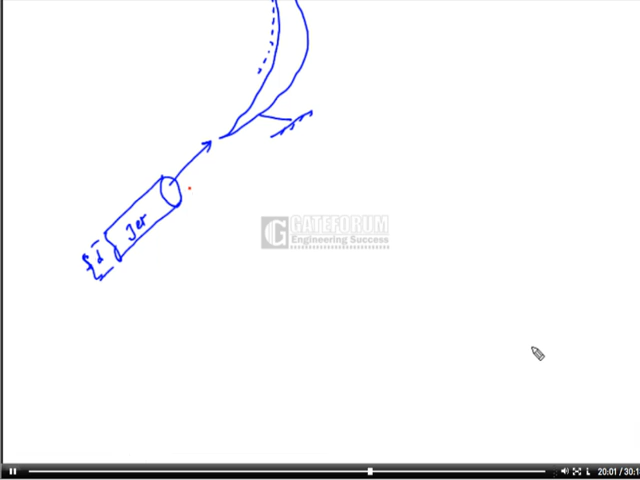 Jet
d
GATEFORUM
Engineering Success
20:01 / 30:1